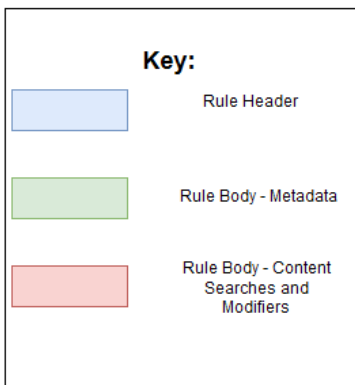 Key:
Rule Header
Rule Body - Metadata
Rule Body - Content
Searches and
Modifiers